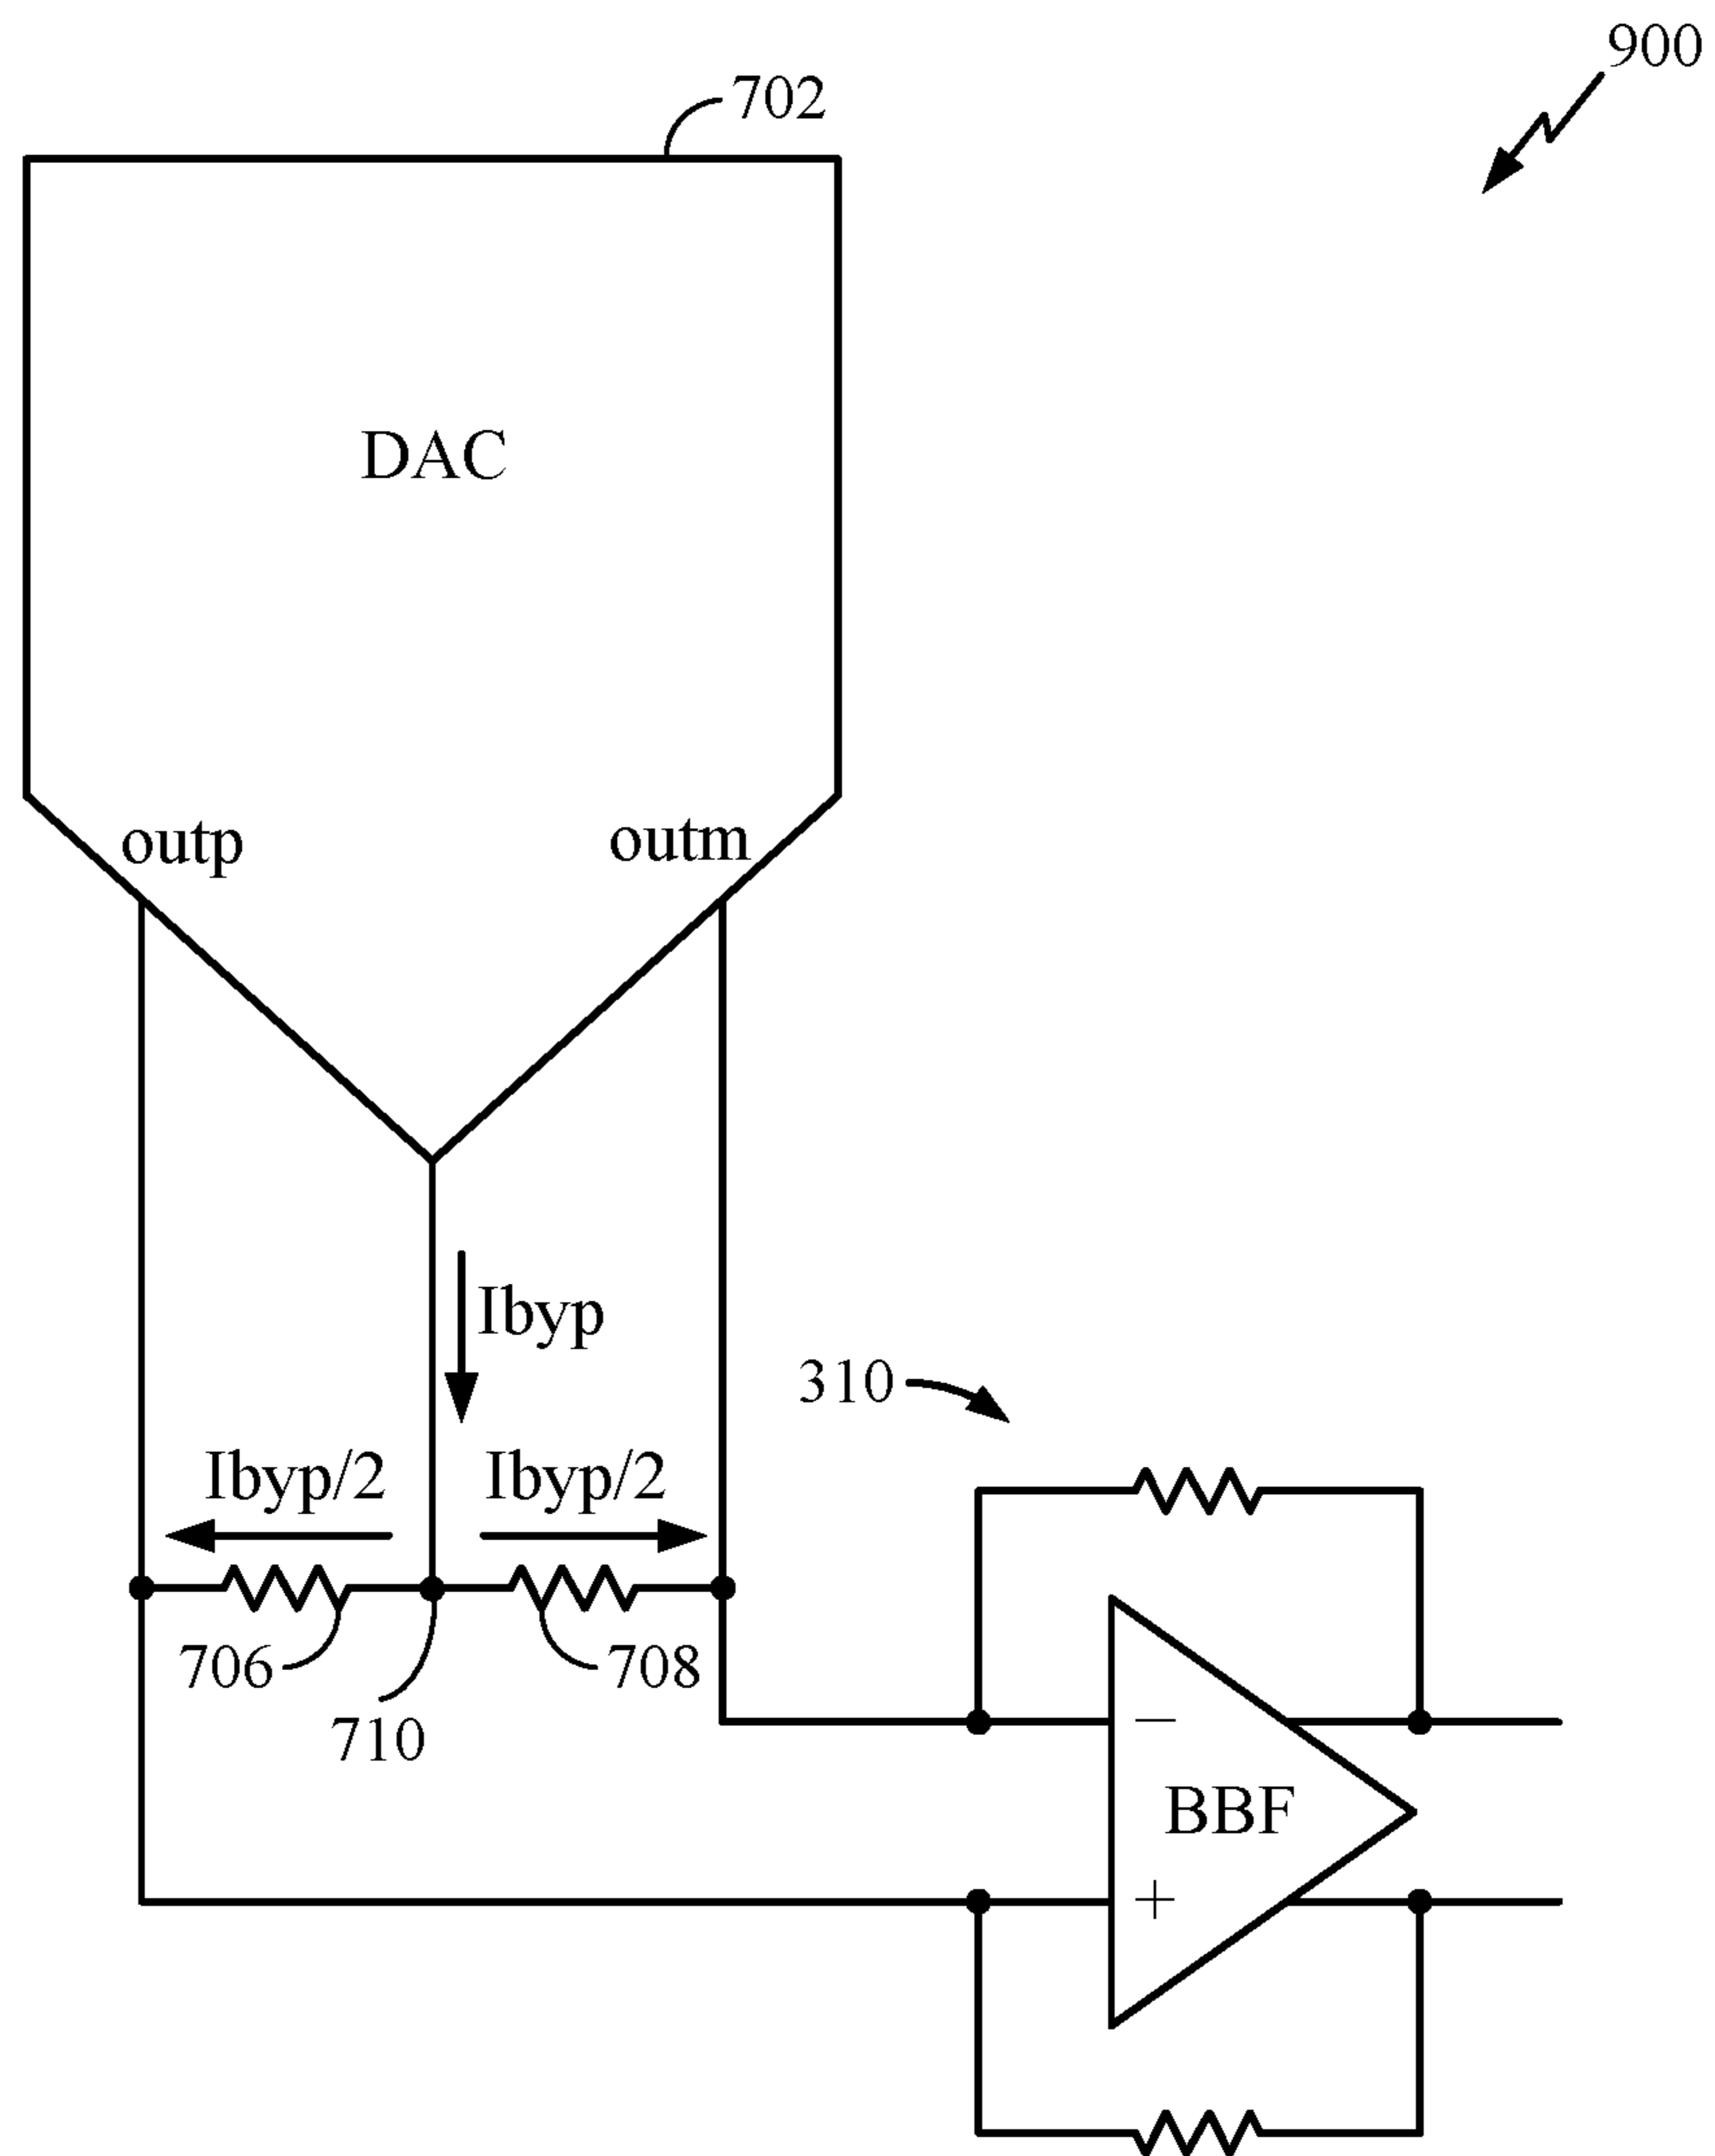 900
702
DAC
outp
outm
Ibyp
310
Ibyp/2
Ibyp/2
706
708
710
−
BBF
+